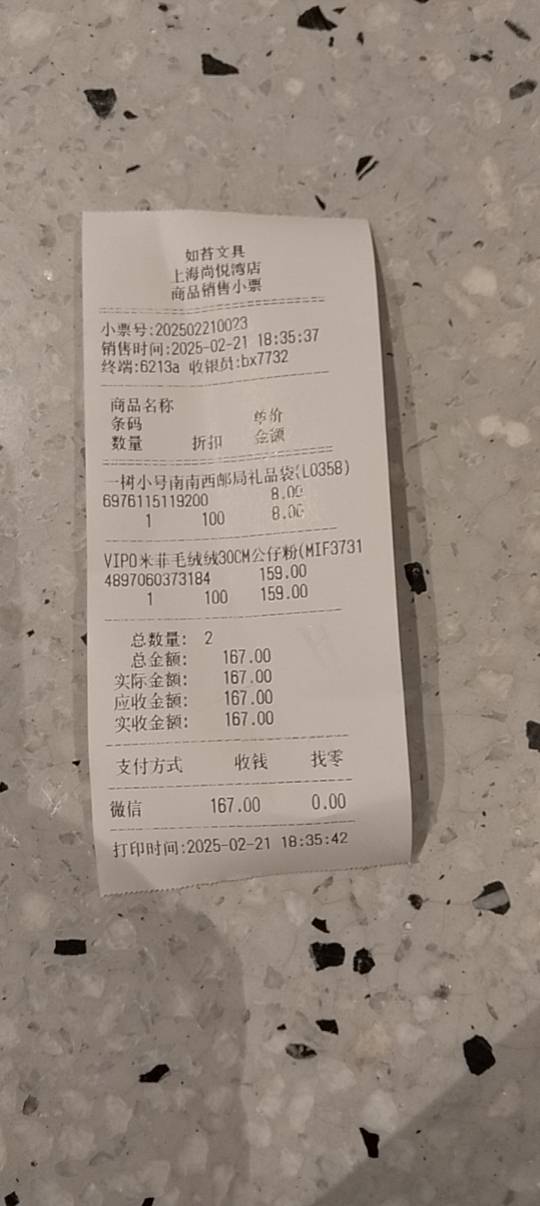 如苔文具
上海尚悦湾店
商品销售小票
小票号:202502210023
销售时间:2025-02-21 18:35:37
终端:6213a 收银员:bx7732
商品名称
条码 单价
数量 折扣 金额
一树小号南南西邮局礼品袋(L0358)
6976115119200 8.00
1 100 8.00
VIPO米菲毛绒绒30CM公仔粉(MIF3731
4897060373184 159.00
1 100 159.00
总数量: 2
总金额: 167.00
实际金额: 167.00
应收金额: 167.00
实收金额: 167.00
支付方式 收钱 找零
微信 167.00 0.00
打印时间:2025-02-21 18:35:42